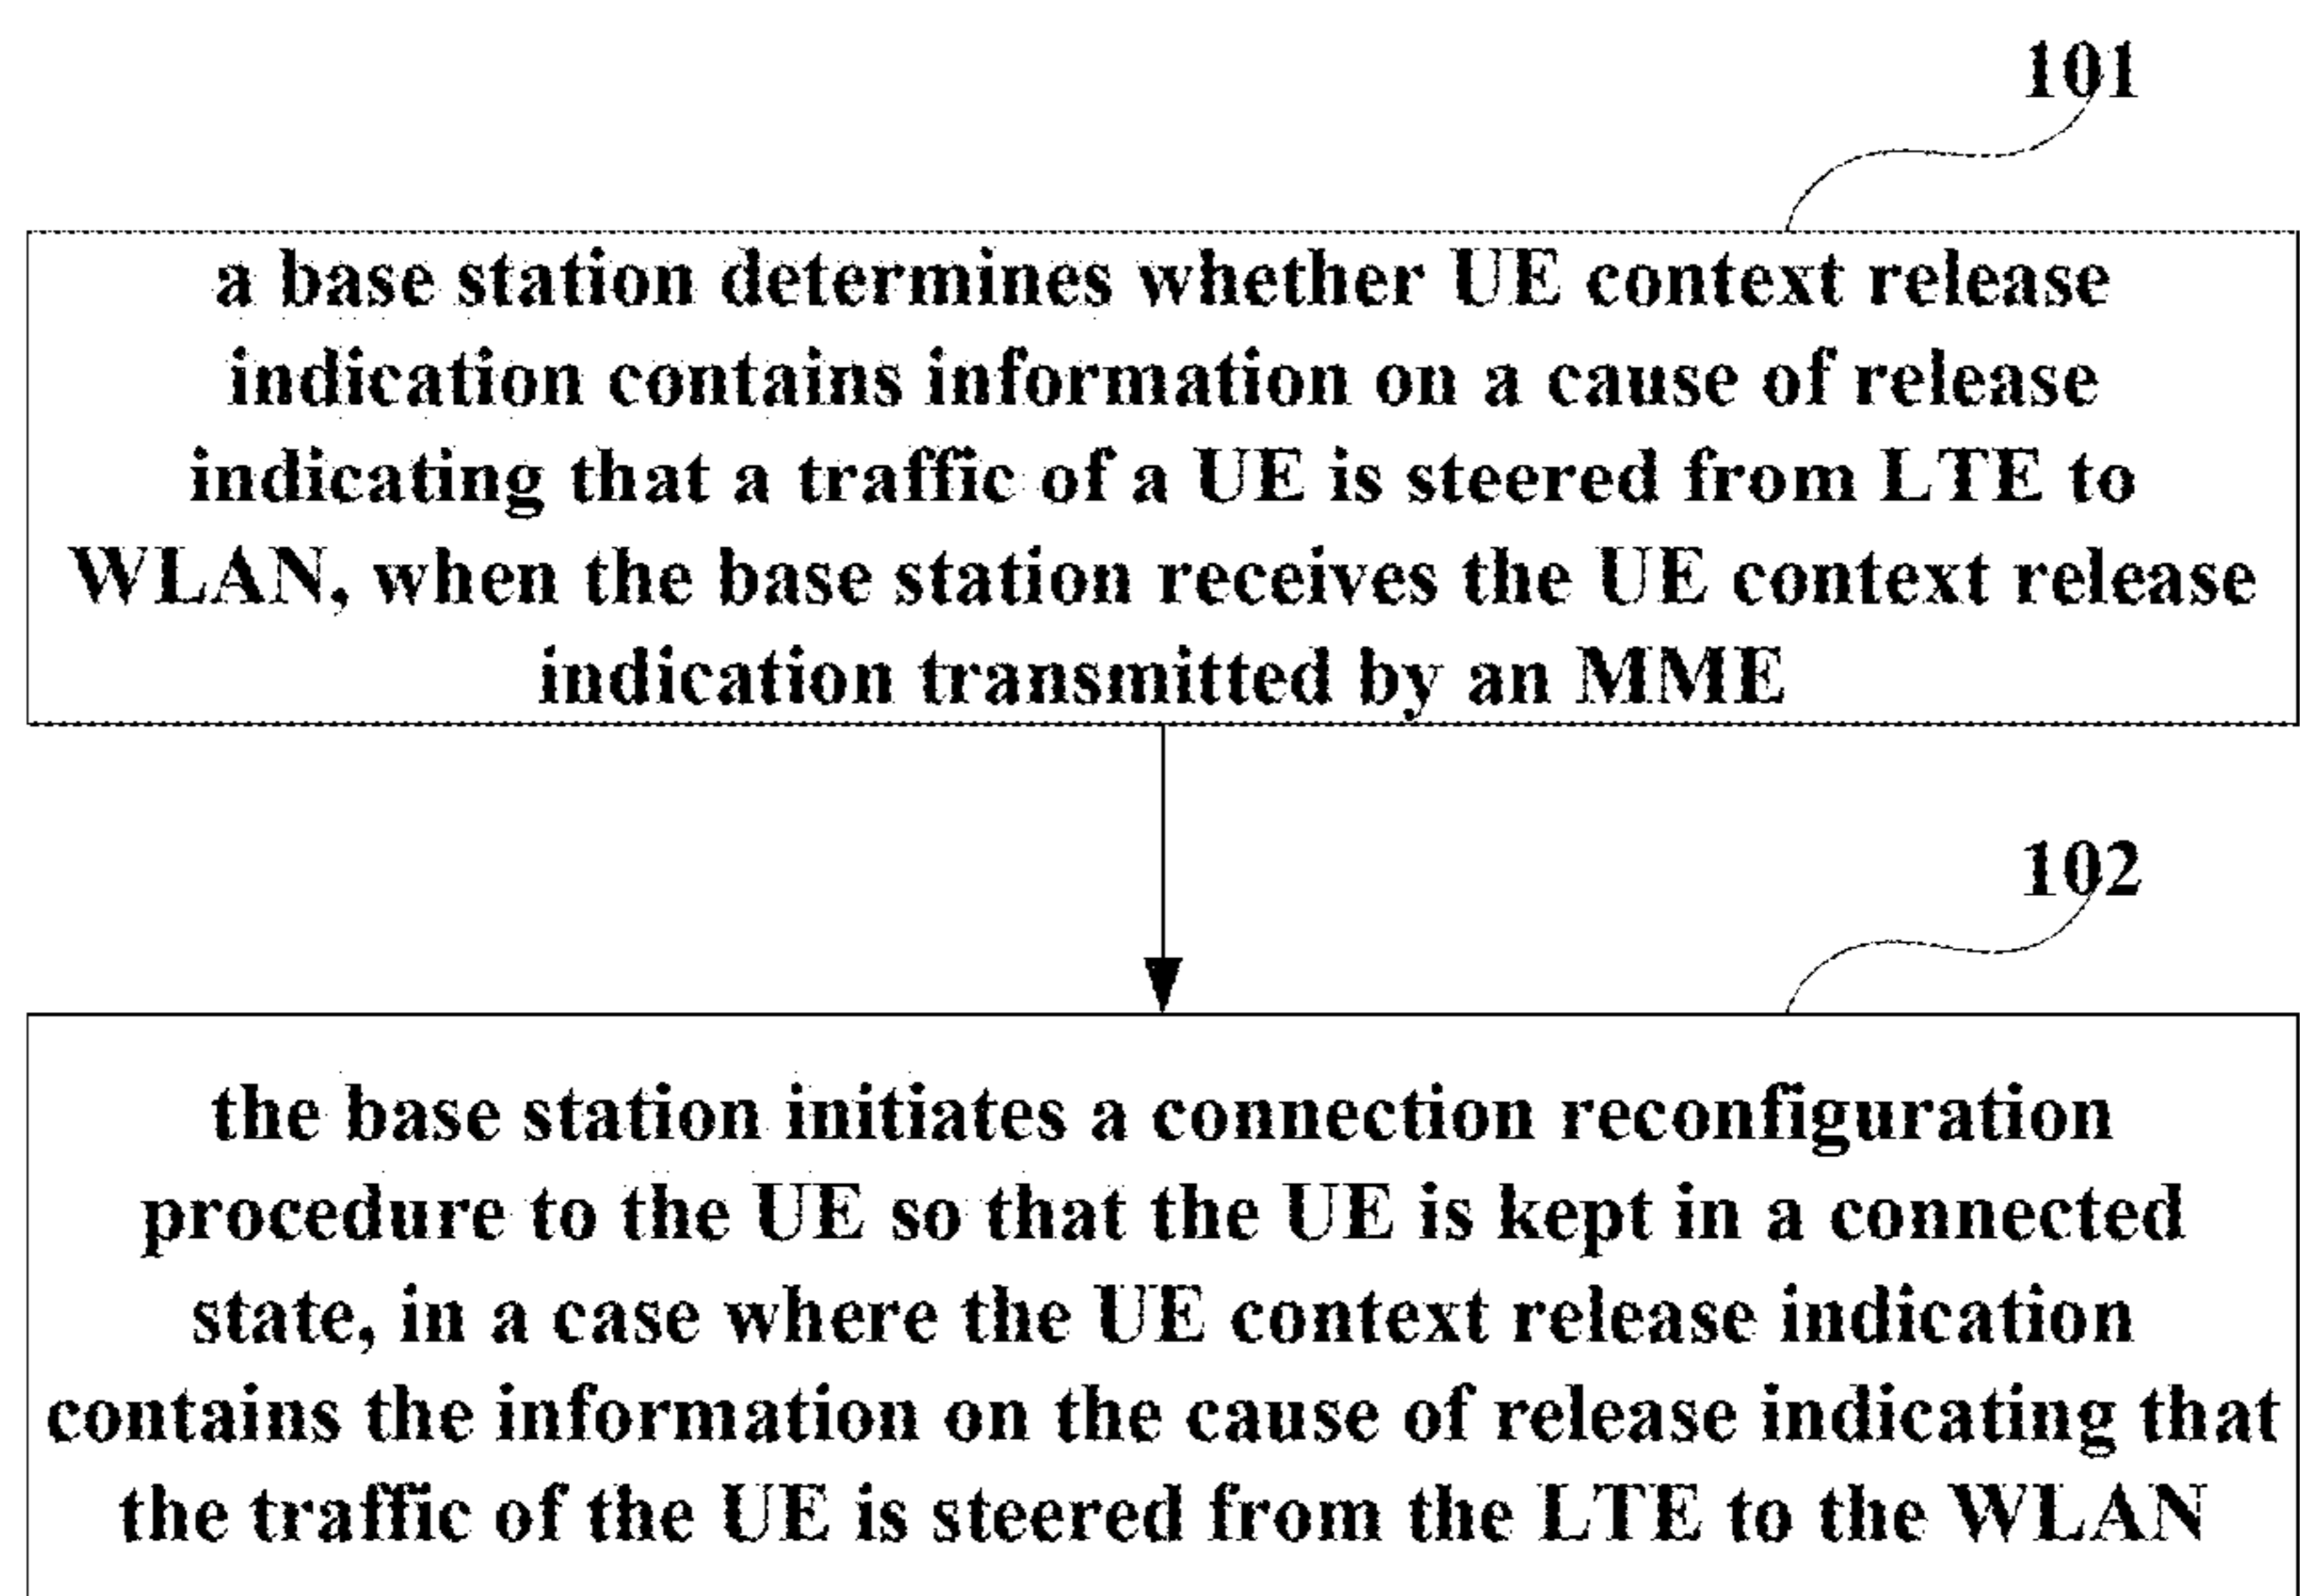 101
a base station determines whether UE context release
indication contains information on a cause of release
indicating that a traffic of a UE is steered from LTE to
WLAN, when the base station receives the UE context release
indication transmitted by an MME
102
the base station initiates a connection reconfiguration
procedure to the UE so that the UE is kept in a connected
state, in a case where the UE context release indication
contains the information on the cause of release indicating that
the traffic of the UE is steered from the LTE to the WLAN